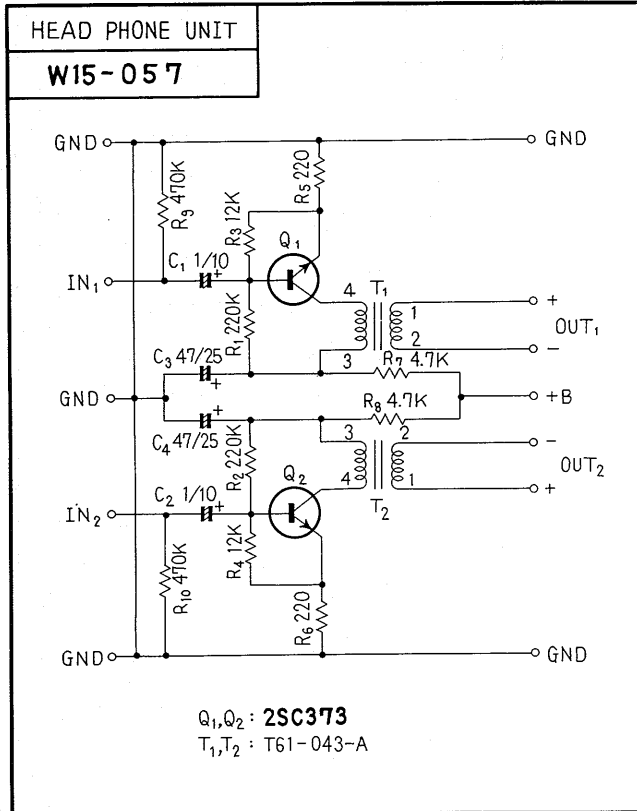 HEAD PHONE UNIT
W15-057
GND
GND
R9 470K
R5 220
R3 12K
Q1
C1 1/10
+
IN1
T1
4
1
+
OUT1
R1 220K
2
−
C3 47/25
+
3
R7 4.7K
GND
+B
R8 4.7K
C4 47/25
+
3
2
−
R2 220K
Q2
OUT2
4
1
+
T2
C2 1/10
+
IN2
R4 12K
R10 470K
R6 220
GND
GND
Q1,Q2 : 2SC373
T1,T2 : T61-043-A